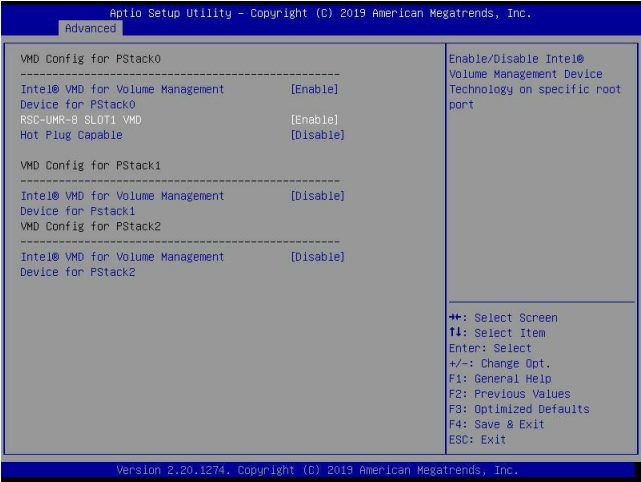 Aptio Setup Utility – Copyright (C) 2019 American Megatrends, Inc.
Advanced
VMD Config for PStack0
------------------------------------------------
Intel® VMD for Volume Management [Enable]
Device for PStack0
RSC-UMR-8 SLOT1 VMD [Enable]
Hot Plug Capable [Disable]
VMD Config for PStack1
------------------------------------------------
Intel® VMD for Volume Management [Disable]
Device for Pstack1
VMD Config for PStack2
------------------------------------------------
Intel® VMD for Volume Management [Disable]
Device for PStack2
Enable/Disable Intel®
Volume Management Device
Technology on specific root
port
→←: Select Screen
↑↓: Select Item
Enter: Select
+/-: Change Opt.
F1: General Help
F2: Previous Values
F3: Optimized Defaults
F4: Save & Exit
ESC: Exit
Version 2.20.1274. Copyright (C) 2019 American Megatrends, Inc.